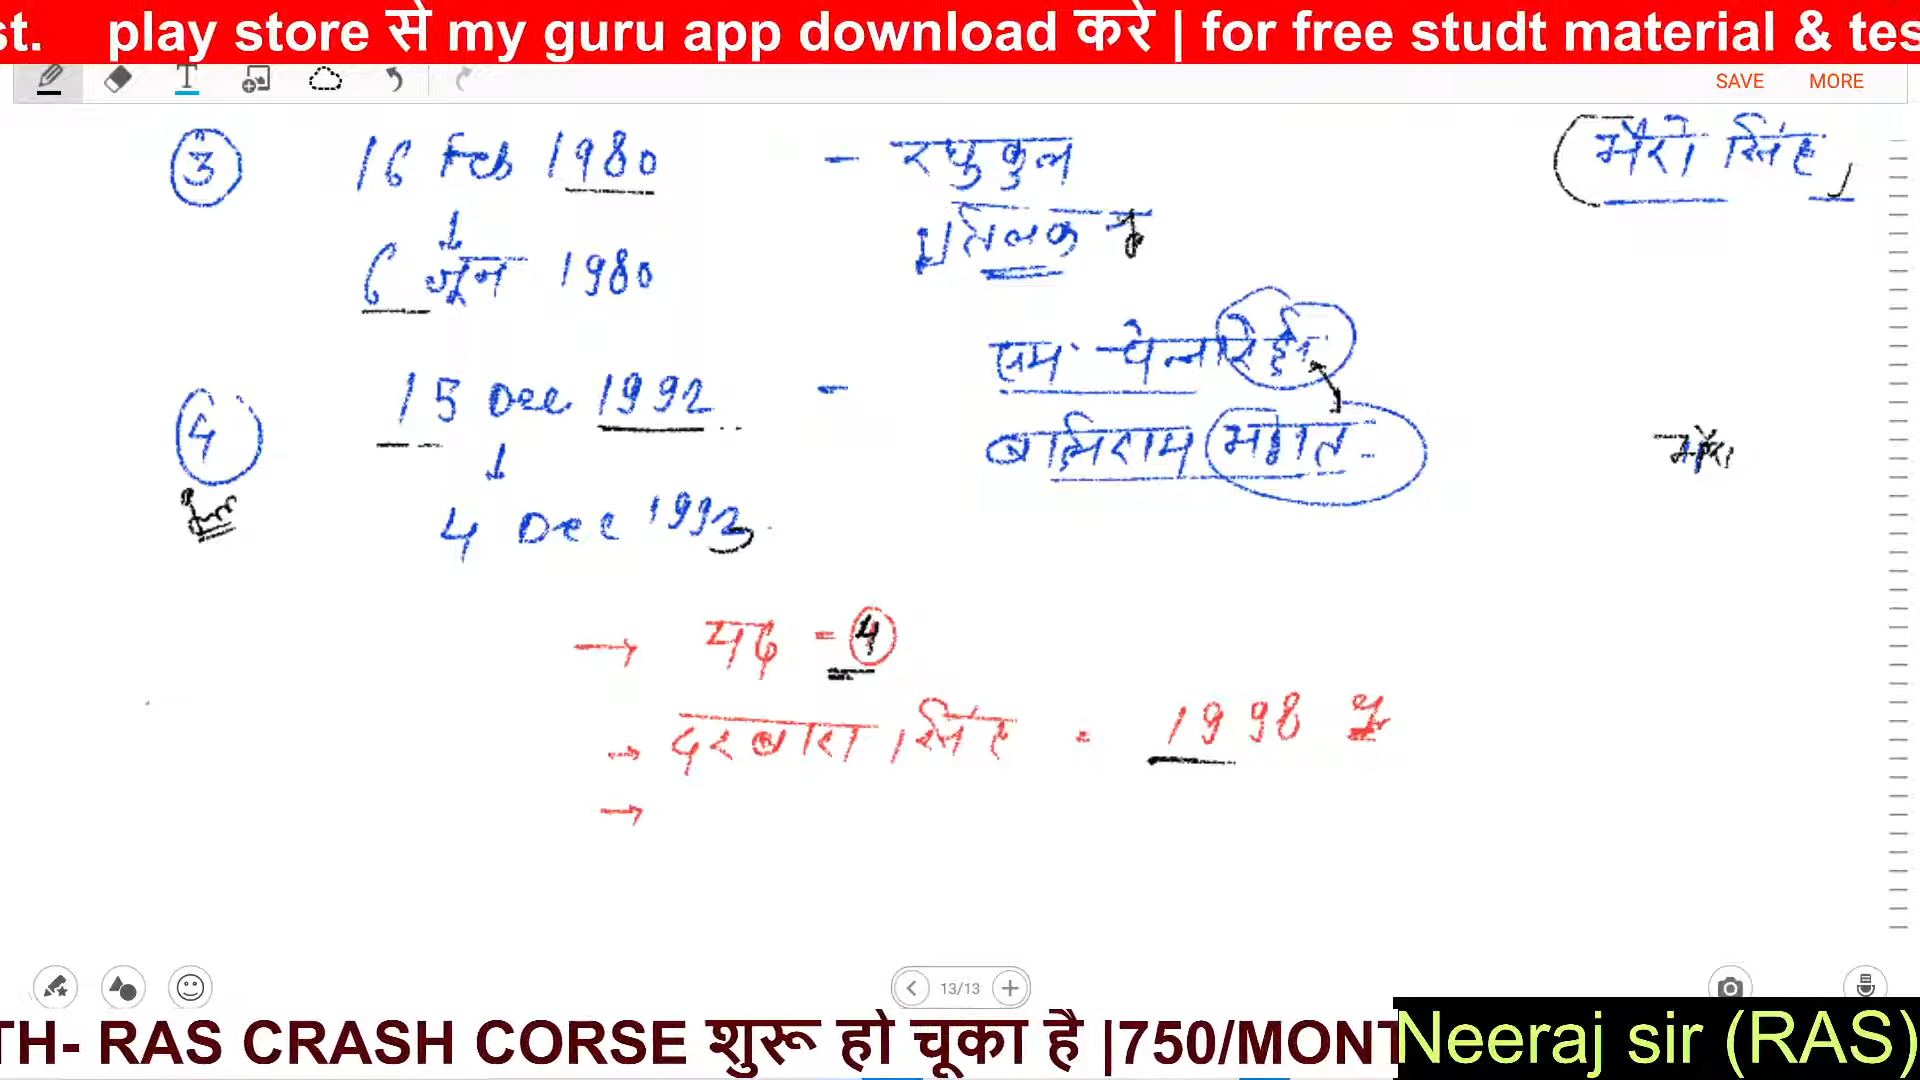 st. play store से my guru app download करे | for free studt material & tes
T
SAVE MORE
3 16 Feb 1980 - रघुकुल भैरो सिंह
↓ तिलक
6 जून 1980
एम. चेन्नारेड्डी
4 15 Dec 1992 -
बलिराम भगत -
↓
4 Dec 1993
→ पद = 4
→ दरबारा सिंह = 1998 में
→
13/13
TH- RAS CRASH CORSE शुरू हो चूका है |750/MONT
Neeraj sir (RAS)